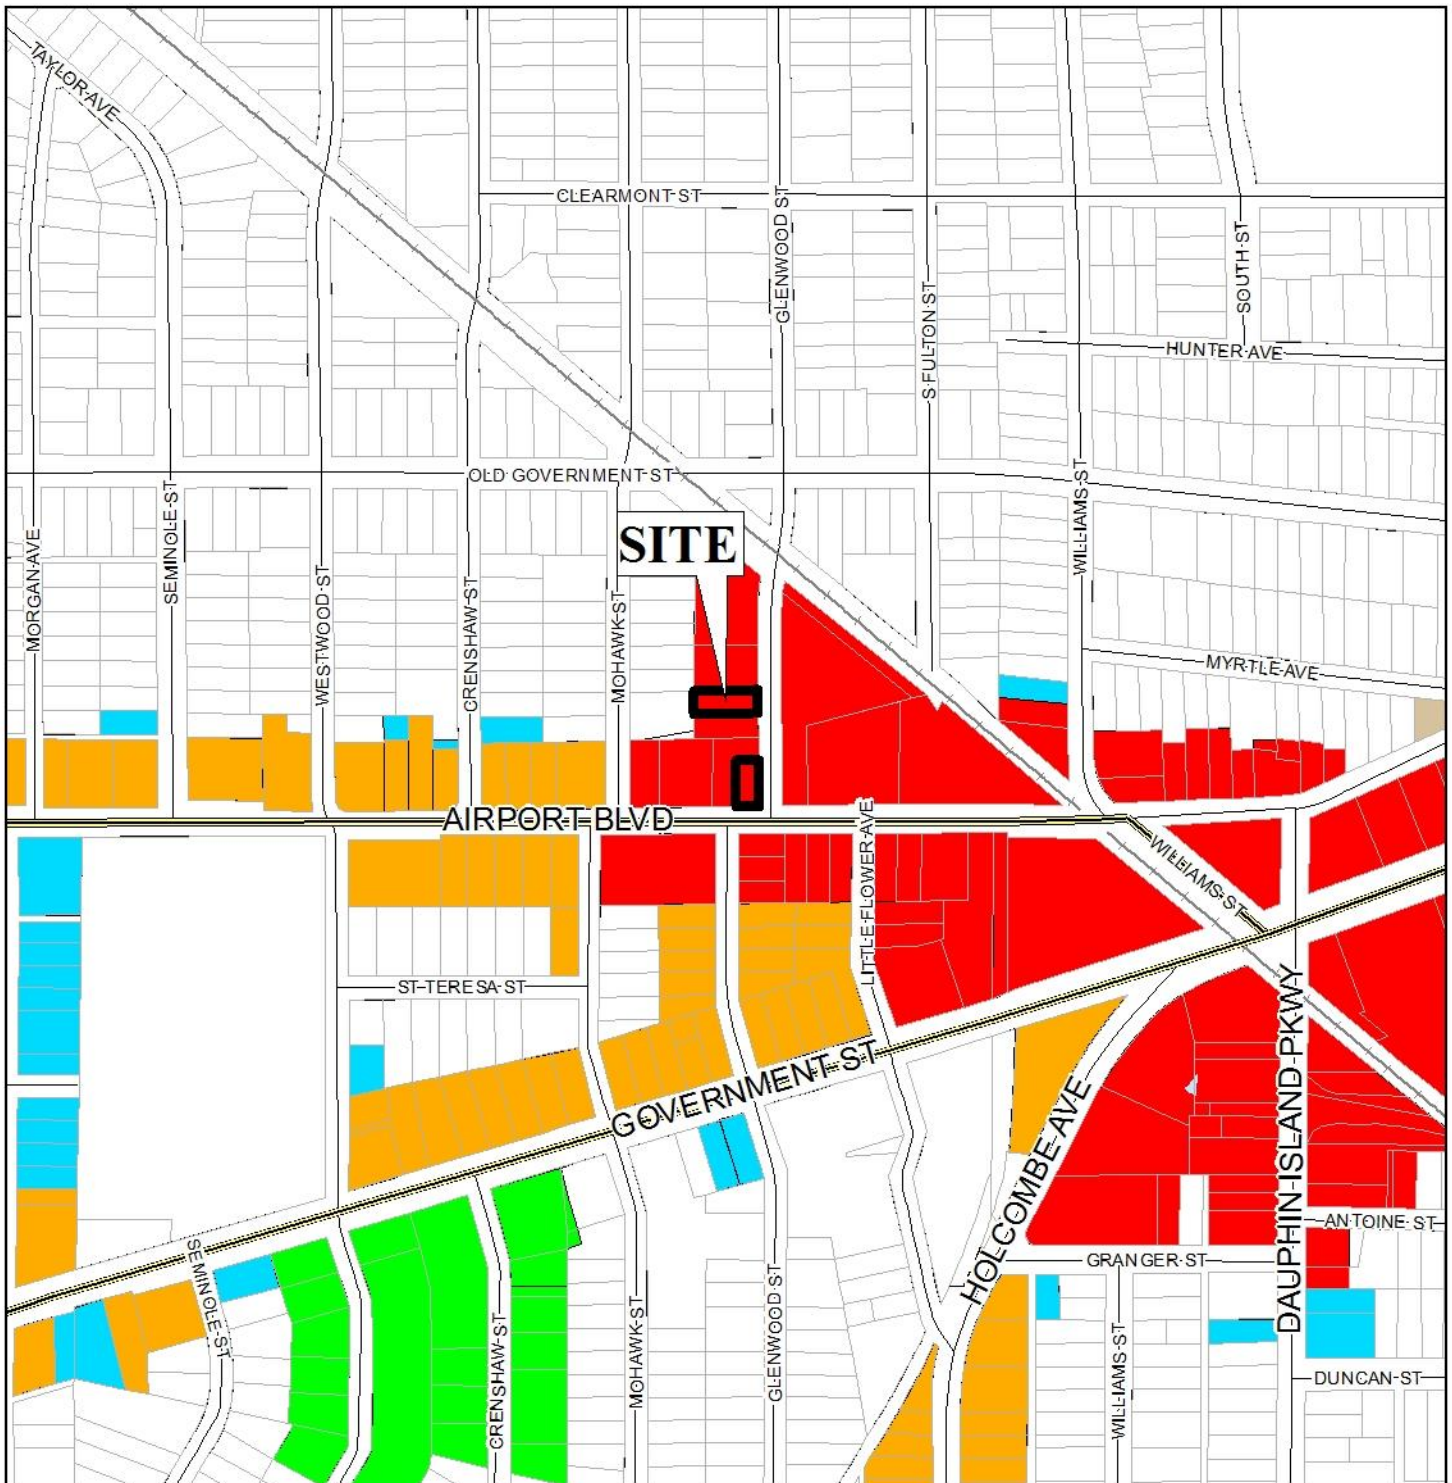 TAYLOR AVE
CLEARMONT ST
GLENWOOD ST
SOUTH ST
S FULTON ST
HUNTER AVE
OLD GOVERNMENT ST
WILLIAMS ST
SEMINOLE ST
SITE
MORGAN AVE
WESTWOOD ST
CRENSHAW ST
MOHAWK ST
MYRTLE AVE
AIRPORT BLVD
LITTLE FLOWER AVE
WILLIAMS ST
ST TERESA ST
GOVERNMENT ST
DAUPHIN ISLAND PKWY
HOLCOMBE AVE
ANTOINE ST
SEMINOLE ST
GRANGER ST
GLENWOOD ST
MOHAWK ST
CRENSHAW ST
WILLIAMS ST
DUNCAN ST